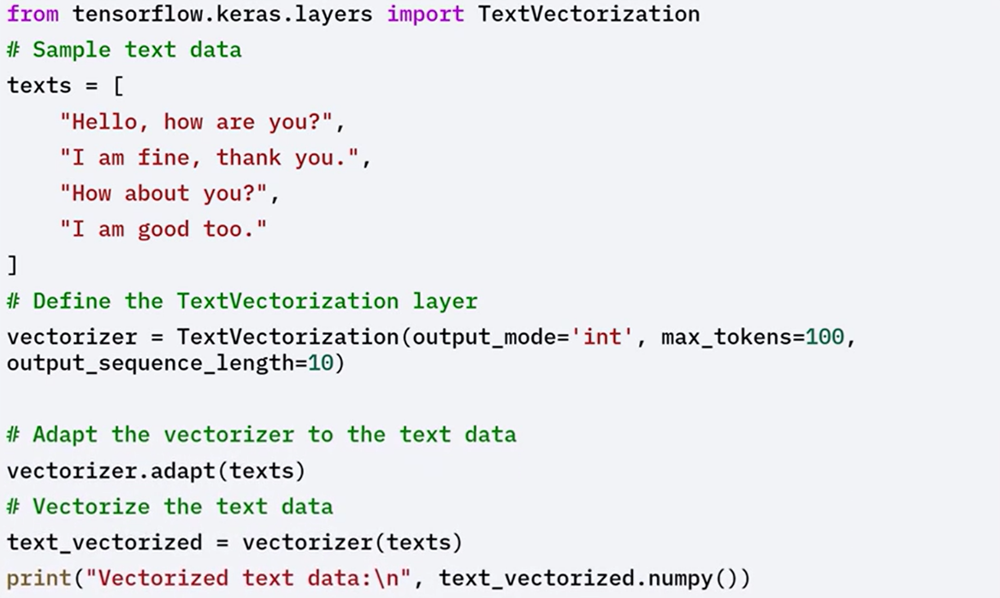 from tensorflow.keras.layers import TextVectorization
# Sample text data
texts = [
    "Hello, how are you?",
    "I am fine, thank you.",
    "How about you?",
    "I am good too."
]
# Define the TextVectorization layer
vectorizer = TextVectorization(output_mode='int', max_tokens=100,
output_sequence_length=10)

# Adapt the vectorizer to the text data
vectorizer.adapt(texts)
# Vectorize the text data
text_vectorized = vectorizer(texts)
print("Vectorized text data:\n", text_vectorized.numpy())